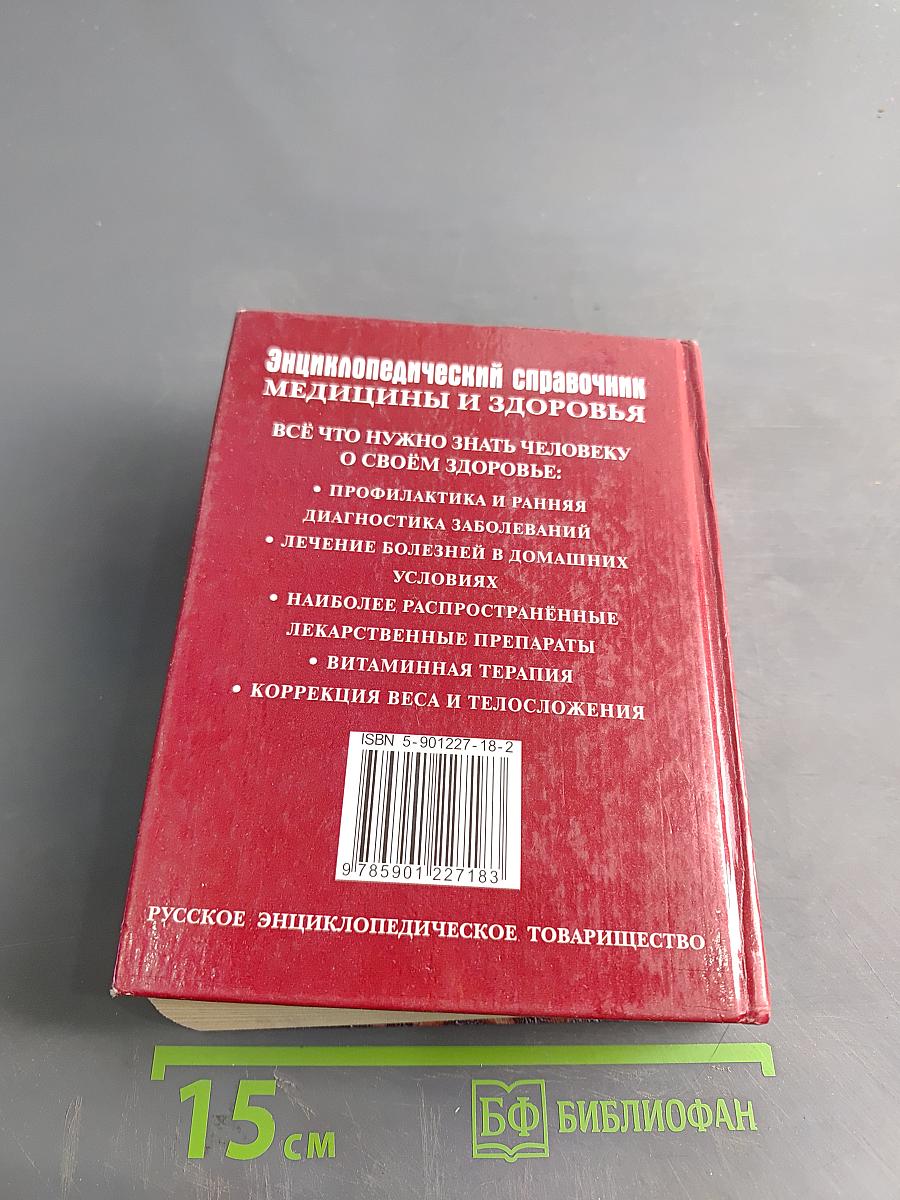 Энциклопедический справочник
МЕДИЦИНЫ И ЗДОРОВЬЯ
ВСЁ ЧТО НУЖНО ЗНАТЬ ЧЕЛОВЕКУ
О СВОЁМ ЗДОРОВЬЕ:
• ПРОФИЛАКТИКА И РАННЯЯ
ДИАГНОСТИКА ЗАБОЛЕВАНИЙ
• ЛЕЧЕНИЕ БОЛЕЗНЕЙ В ДОМАШНИХ
УСЛОВИЯХ
• НАИБОЛЕЕ РАСПРОСТРАНЁННЫЕ
ЛЕКАРСТВЕННЫЕ ПРЕПАРАТЫ
• ВИТАМИННАЯ ТЕРАПИЯ
• КОРРЕКЦИЯ ВЕСА И ТЕЛОСЛОЖЕНИЯ
ISBN 5-901227-18-2
9 785901 227183
РУССКОЕ ЭНЦИКЛОПЕДИЧЕСКОЕ ТОВАРИЩЕСТВО
15 см
БФ БИБЛИОФАН